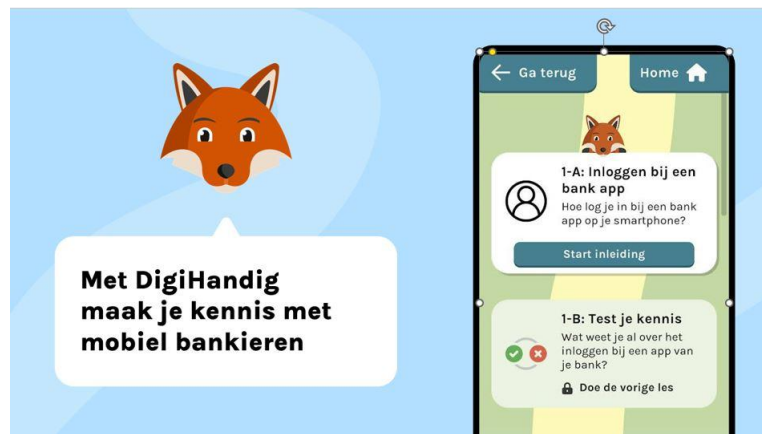 Met DigiHandig
maak je kennis met
mobiel bankieren
Ga terug
Home
1-A: Inloggen bij een
bank app
Hoe log je in bij een bank
app op je smartphone?
Start inleiding
1-B: Test je kennis
Wat weet je al over het
inloggen bij een app van
je bank?
Doe de vorige les